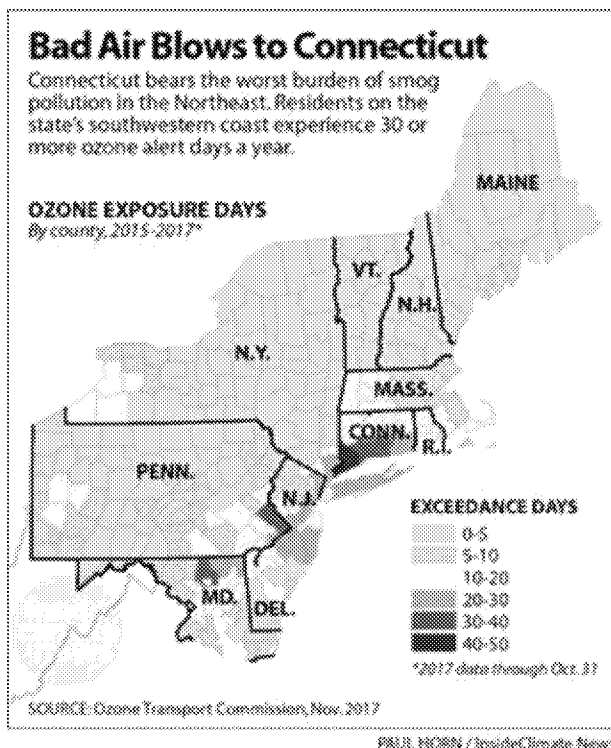 Bad Air Blows to Connecticut
Connecticut bears the worst burden of smog
pollution in the Northeast. Residents on the
state's southwestern coast experience 30 or
more ozone alert days a year.
OZONE EXPOSURE DAYS
By county, 2015-2017*
MAINE
VT.
N.H.
N.Y.
MASS.
CONN.
R.I.
PENN.
N.J.
MD.
DEL.
EXCEEDANCE DAYS
0-5
5-10
10-20
20-30
30-40
40-50
*2017 data through Oct. 31
SOURCE: Ozone Transport Commission, Nov. 2017
PAUL HORN / InsideClimate New